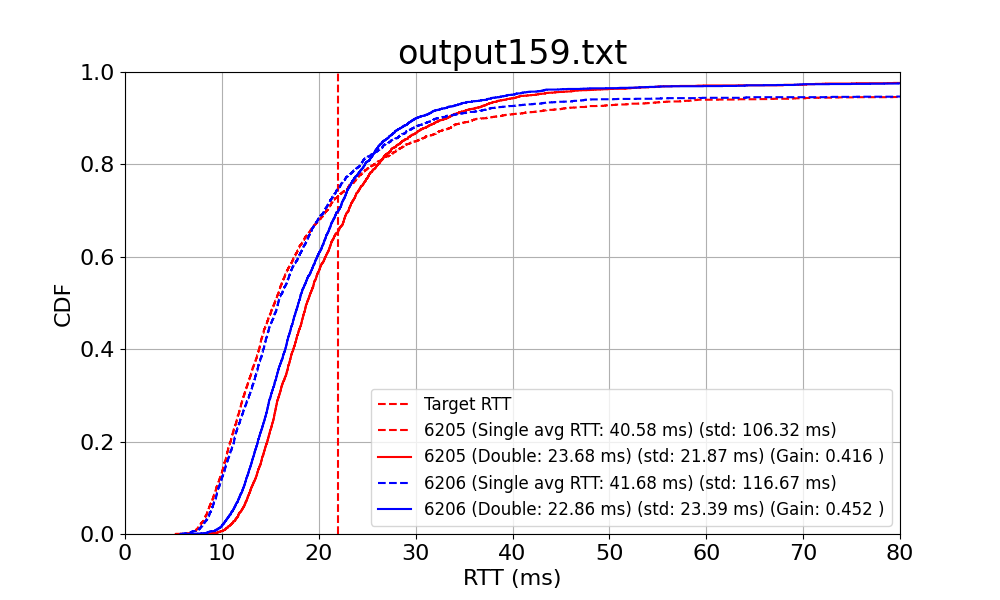 output159.txt
1.0
0.8
0.6
0.4
0.2
0.0
CDF
Target RTT
6205 (Single avg RTT: 40.58 ms) (std: 106.32 ms)
6205 (Double: 23.68 ms) (std: 21.87 ms) (Gain: 0.416 )
6206 (Single avg RTT: 41.68 ms) (std: 116.67 ms)
6206 (Double: 22.86 ms) (std: 23.39 ms) (Gain: 0.452 )
0 10 20 30 40 50 60 70 80
RTT (ms)